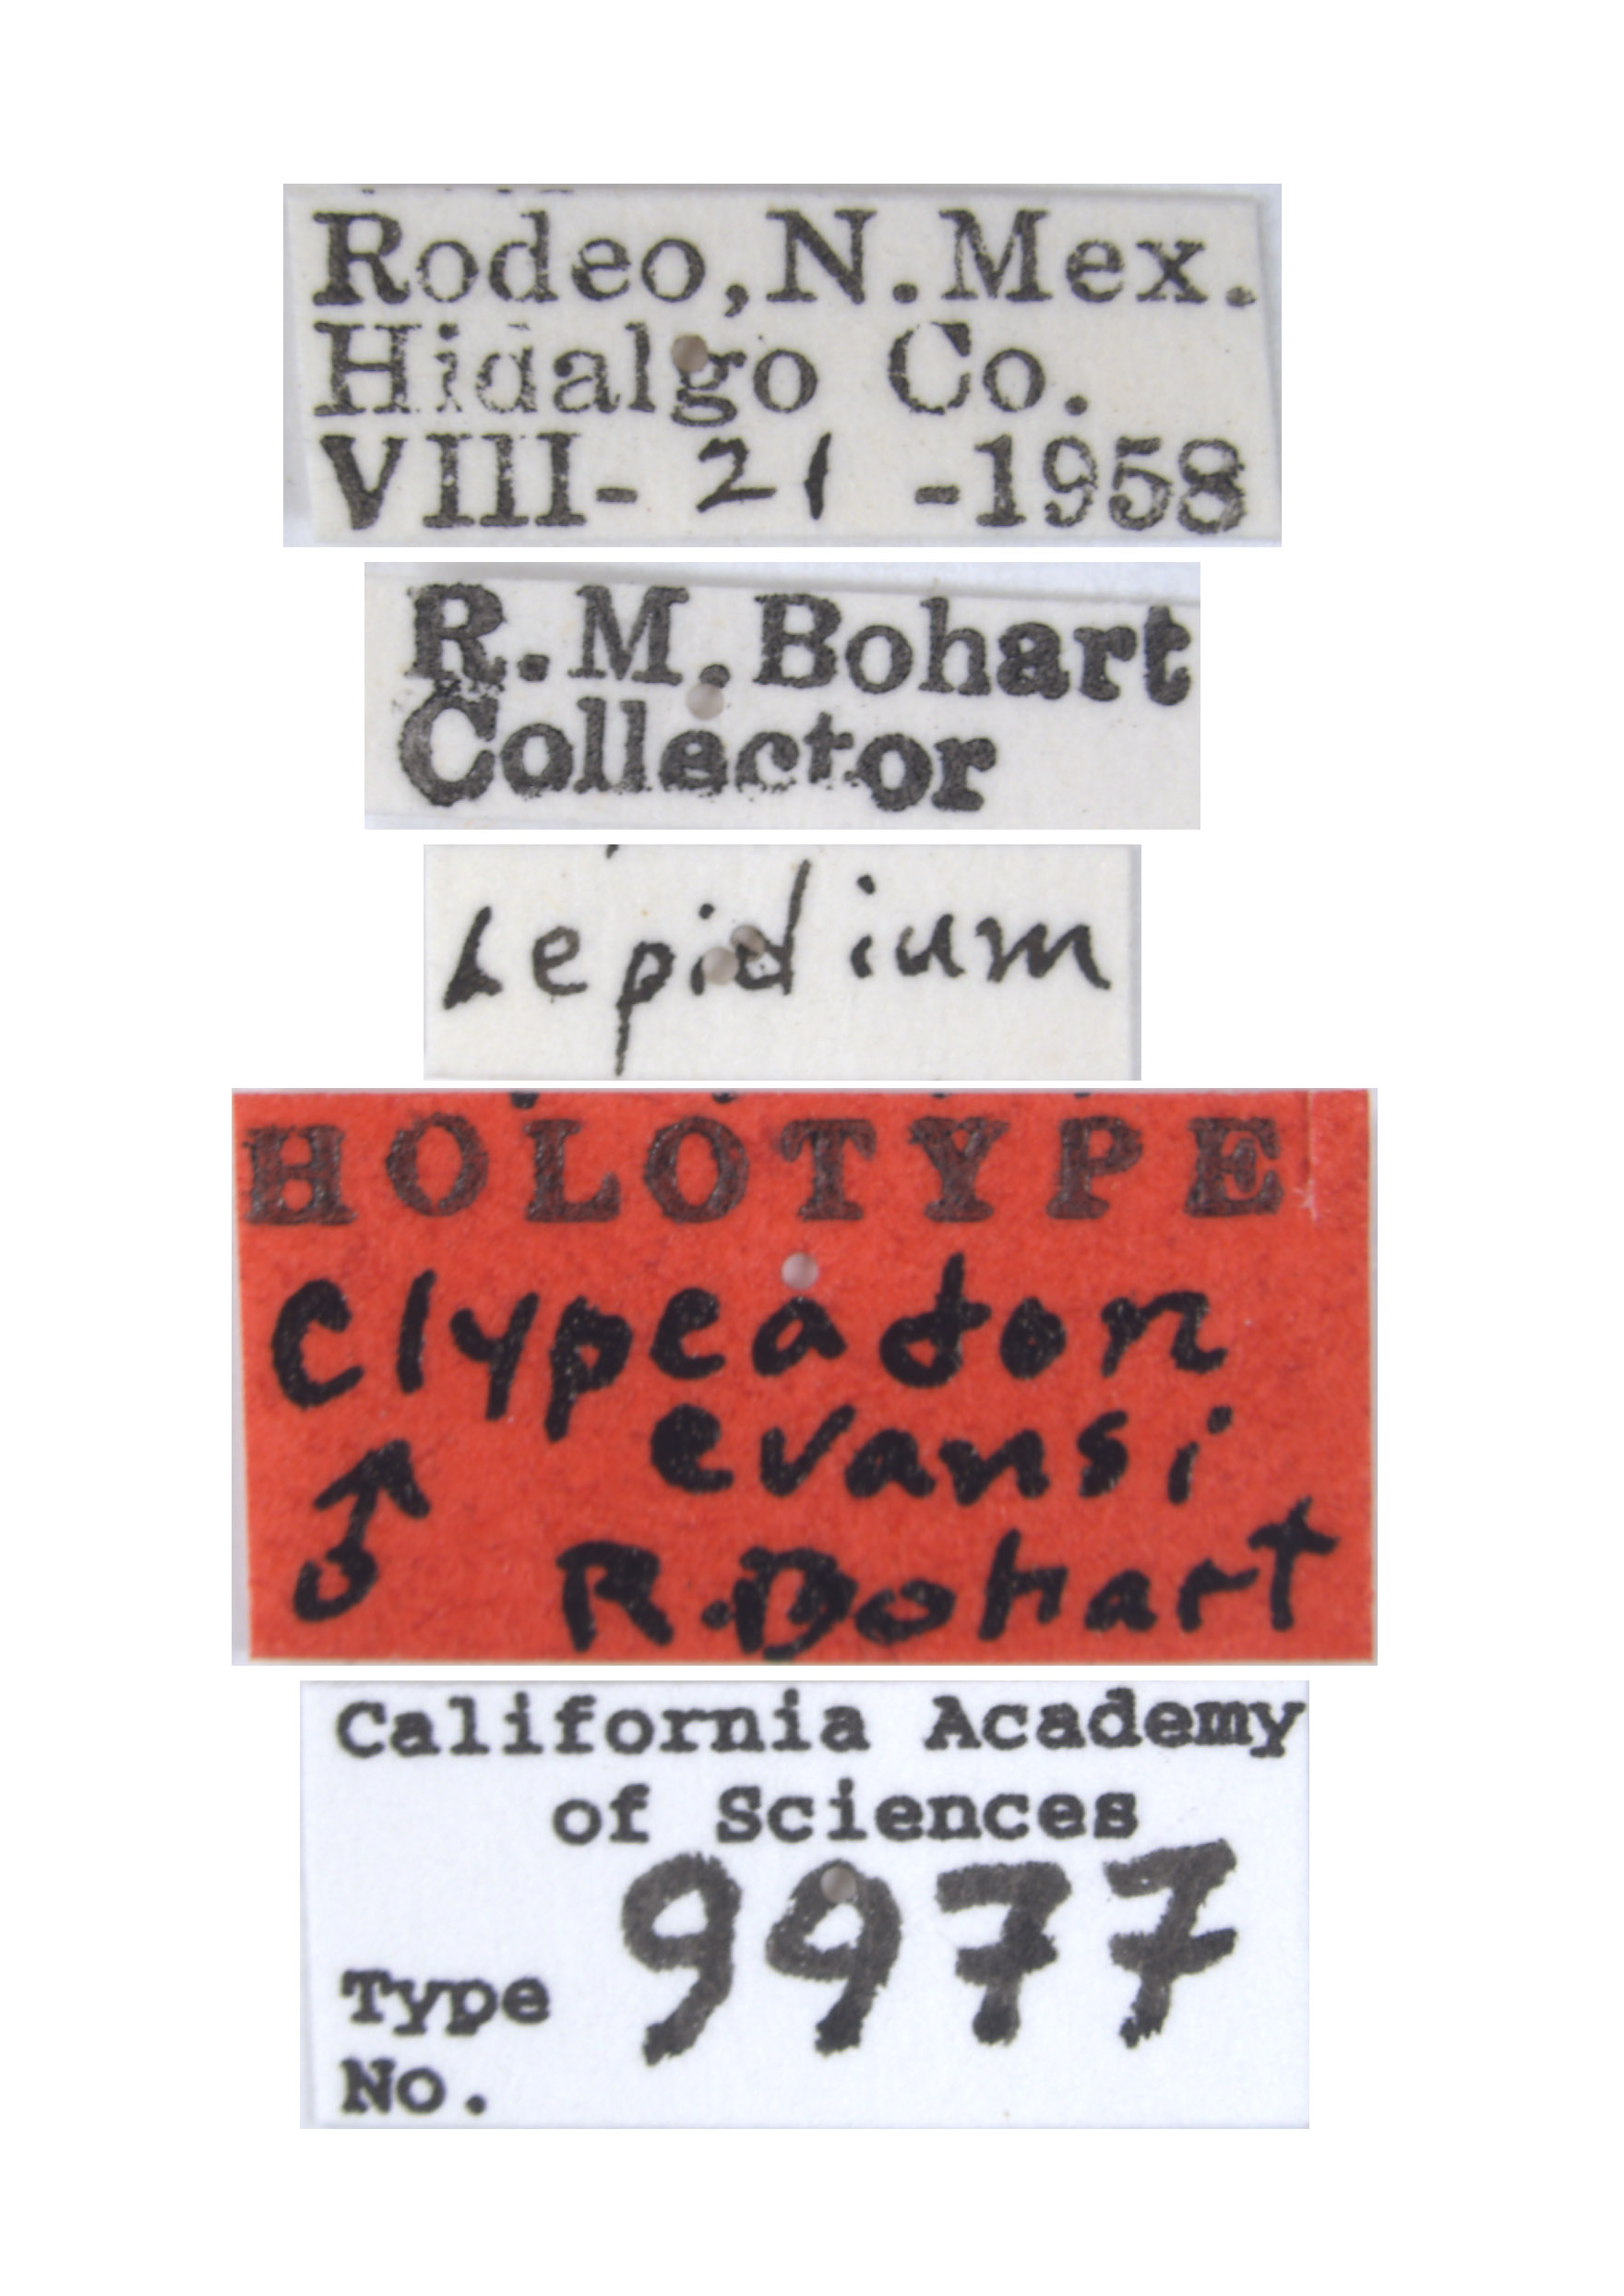 Rodeo, N. Mex.
Hidalgo Co.
VIII- 21 -1958
R. M. Bohart
Collector
Lepidium
HOLOTYPE
Clypeadon
evansi
♂ R. Bohart
California Academy
of Sciences
Type 9977
No.